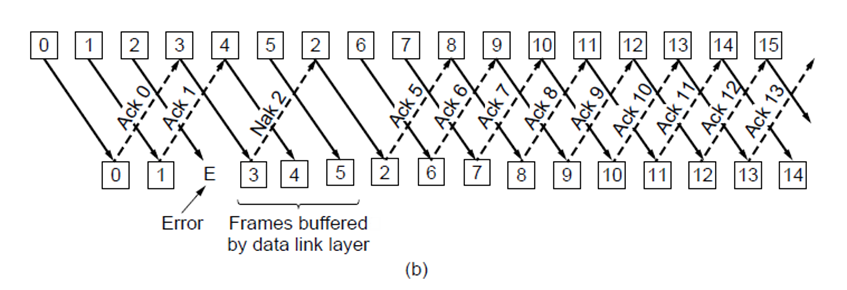 0 1 2 3 4 5 2 6 7 8 9 10 11 12 13 14 15
Ack 0 Ack 1 Nak 2 Ack 5 Ack 6 Ack 7 Ack 8 Ack 9 Ack 10 Ack 11 Ack 12 Ack 13
0 1 E 3 4 5 2 6 7 8 9 10 11 12 13 14
Error Frames buffered
by data link layer
(b)